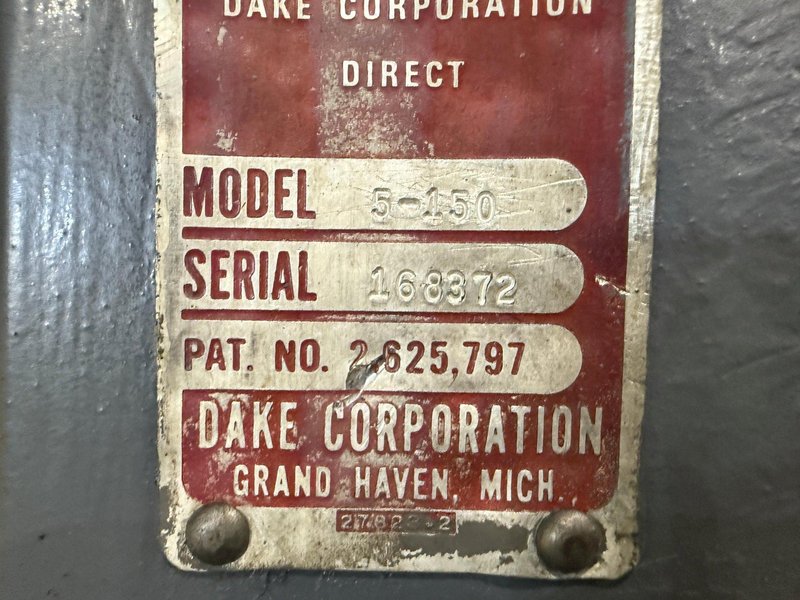 DAKE CORPORATION
DIRECT
MODEL 5-150
SERIAL 168372
PAT. NO. 2,625,797
DAKE CORPORATION
GRAND HAVEN, MICH.